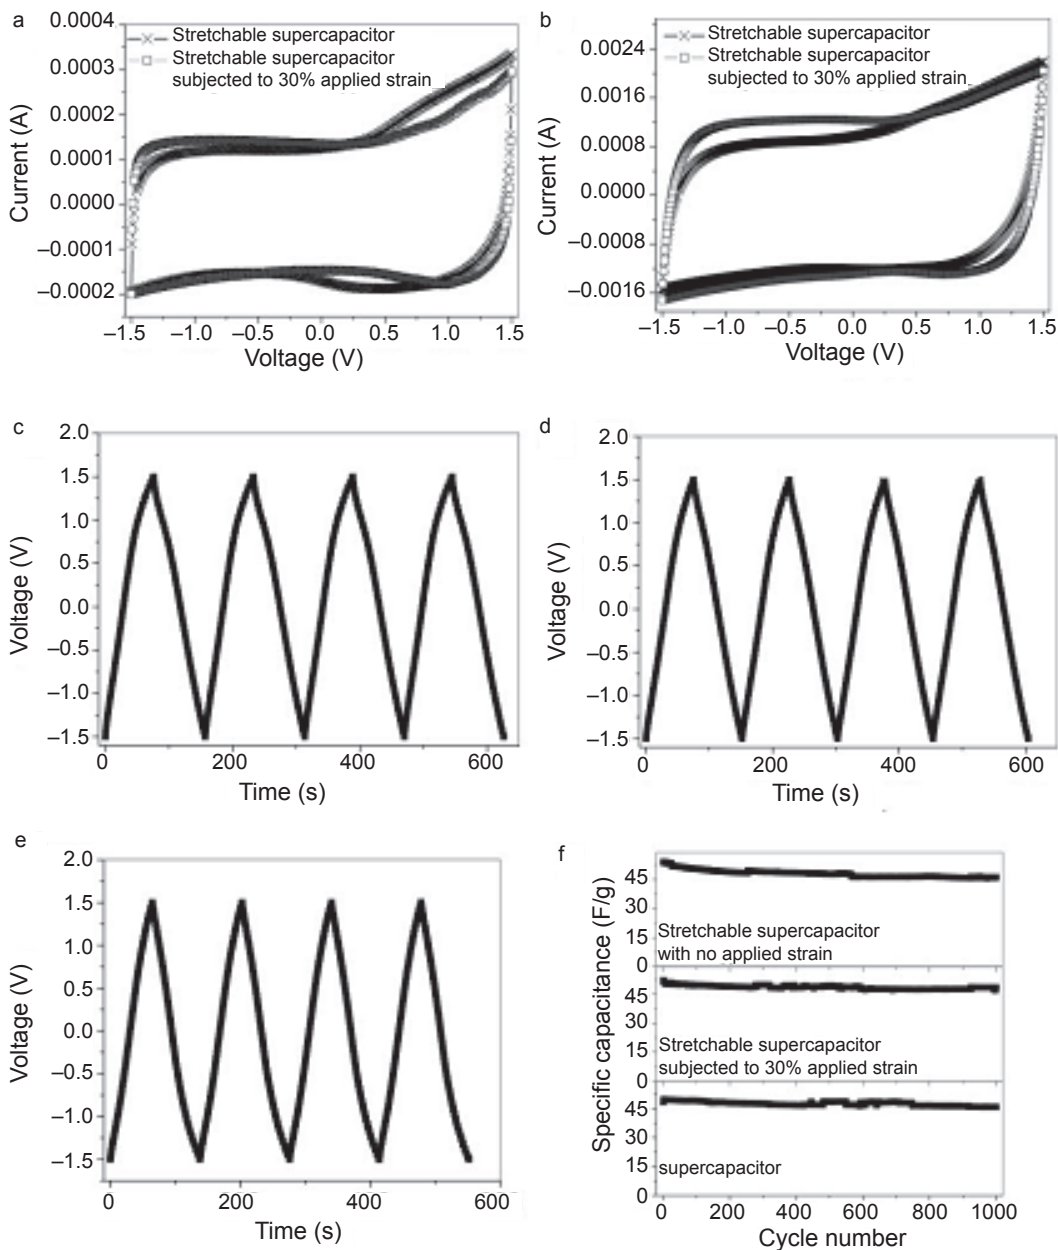 a
0.0004
0.0003
0.0002
0.0001
0.0000
–0.0001
–0.0002
Current (A)
Stretchable supercapacitor
Stretchable supercapacitor
subjected to 30% applied strain
–1.5 –1.0 –0.5 0.0 0.5 1.0 1.5
Voltage (V)
b
0.0024
0.0016
0.0008
0.0000
–0.0008
–0.0016
Current (A)
Stretchable supercapacitor
Stretchable supercapacitor
subjected to 30% applied strain
–1.5 –1.0 –0.5 0.0 0.5 1.0 1.5
Voltage (V)
c
2.0
1.5
1.0
0.5
0.0
–0.5
–1.0
–1.5
Voltage (V)
0 200 400 600
Time (s)
d
2.0
1.5
1.0
0.5
0.0
–0.5
–1.0
–1.5
Voltage (V)
0 200 400 600
Time (s)
e
2.0
1.5
1.0
0.5
0.0
–0.5
–1.0
–1.5
Voltage (V)
0 200 400 600
Time (s)
f
Specific capacitance (F/g)
45
30
15
0
Stretchable supercapacitor
with no applied strain
45
30
15
0
Stretchable supercapacitor
subjected to 30% applied strain
45
30
15
0
supercapacitor
0 200 400 600 800 1000
Cycle number